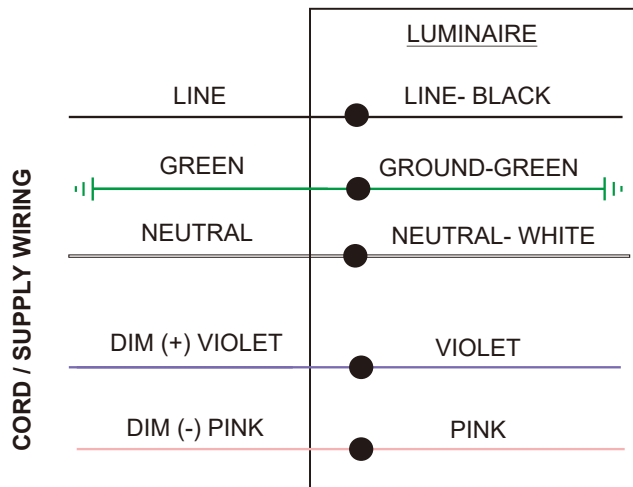 LUMINAIRE
LINE LINE- BLACK
GREEN GROUND-GREEN
NEUTRAL NEUTRAL- WHITE
DIM (+) VIOLET VIOLET
DIM (-) PINK PINK
CORD / SUPPLY WIRING